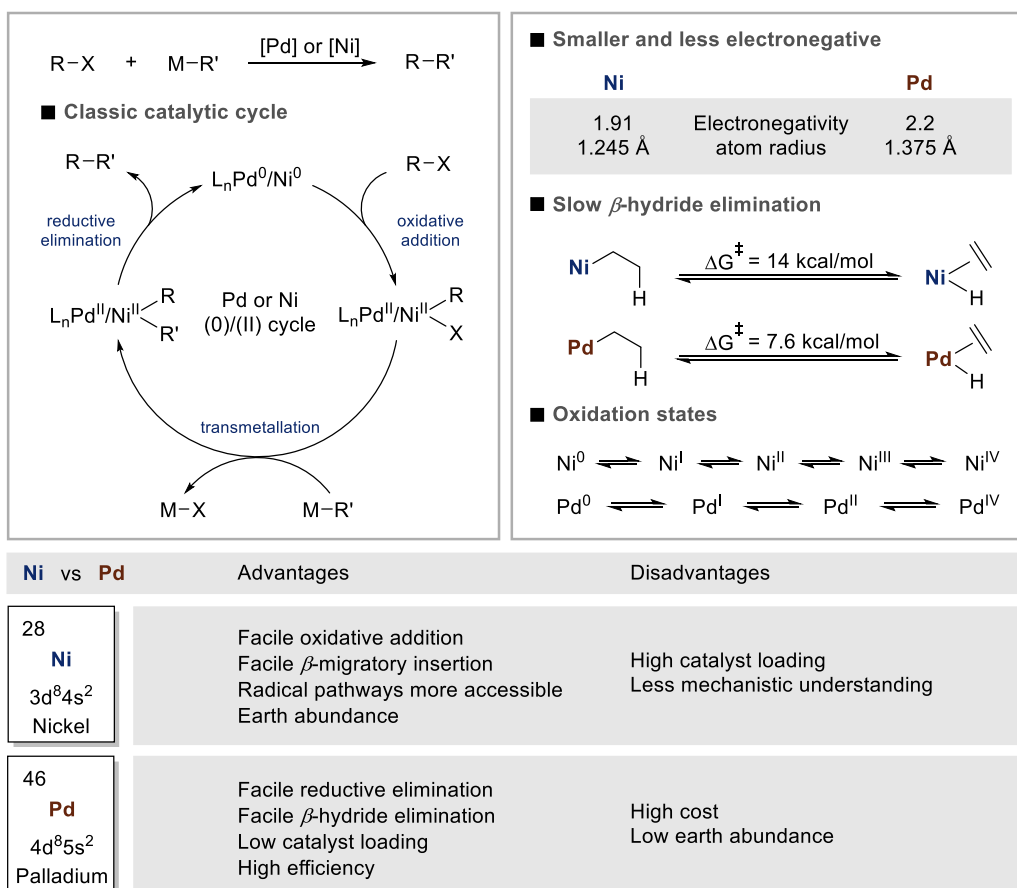 R–X + M–R' [Pd] or [Ni] R–R'
■ Classic catalytic cycle
R–R' LₙPd⁰/Ni⁰ R–X
reductive
elimination
oxidative
addition
LₙPdᴵᴵ/Niᴵᴵ R R'
Pd or Ni
(0)/(II) cycle
LₙPdᴵᴵ/Niᴵᴵ R X
transmetallation
M–X M–R'
■ Smaller and less electronegative
Ni Pd
1.91 Electronegativity 2.2
1.245 Å atom radius 1.375 Å
■ Slow β-hydride elimination
Ni H ΔG‡ = 14 kcal/mol Ni H
Pd H ΔG‡ = 7.6 kcal/mol Pd H
■ Oxidation states
Ni⁰ ⇌ Niᴵ ⇌ Niᴵᴵ ⇌ Niᴵᴵᴵ ⇌ Niᴵⱽ
Pd⁰ ⇌ Pdᴵ ⇌ Pdᴵᴵ ⇌ Pdᴵⱽ
Ni vs Pd Advantages Disadvantages
28
Ni
3d⁸4s²
Nickel
Facile oxidative addition
Facile β-migratory insertion
Radical pathways more accessible
Earth abundance
High catalyst loading
Less mechanistic understanding
46
Pd
4d⁸5s²
Palladium
Facile reductive elimination
Facile β-hydride elimination
Low catalyst loading
High efficiency
High cost
Low earth abundance